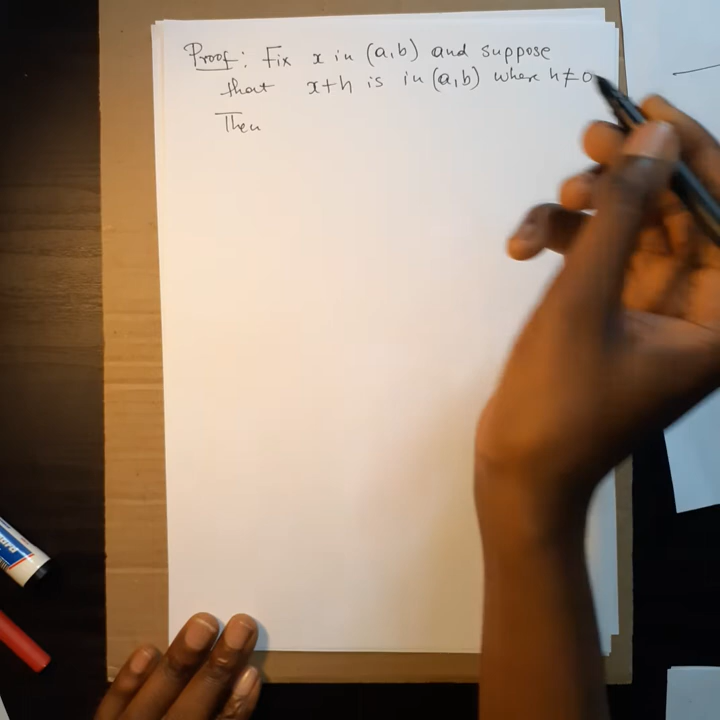 Proof: Fix x in (a,b) and suppose
that x+h is in (a,b) where h≠0
Then